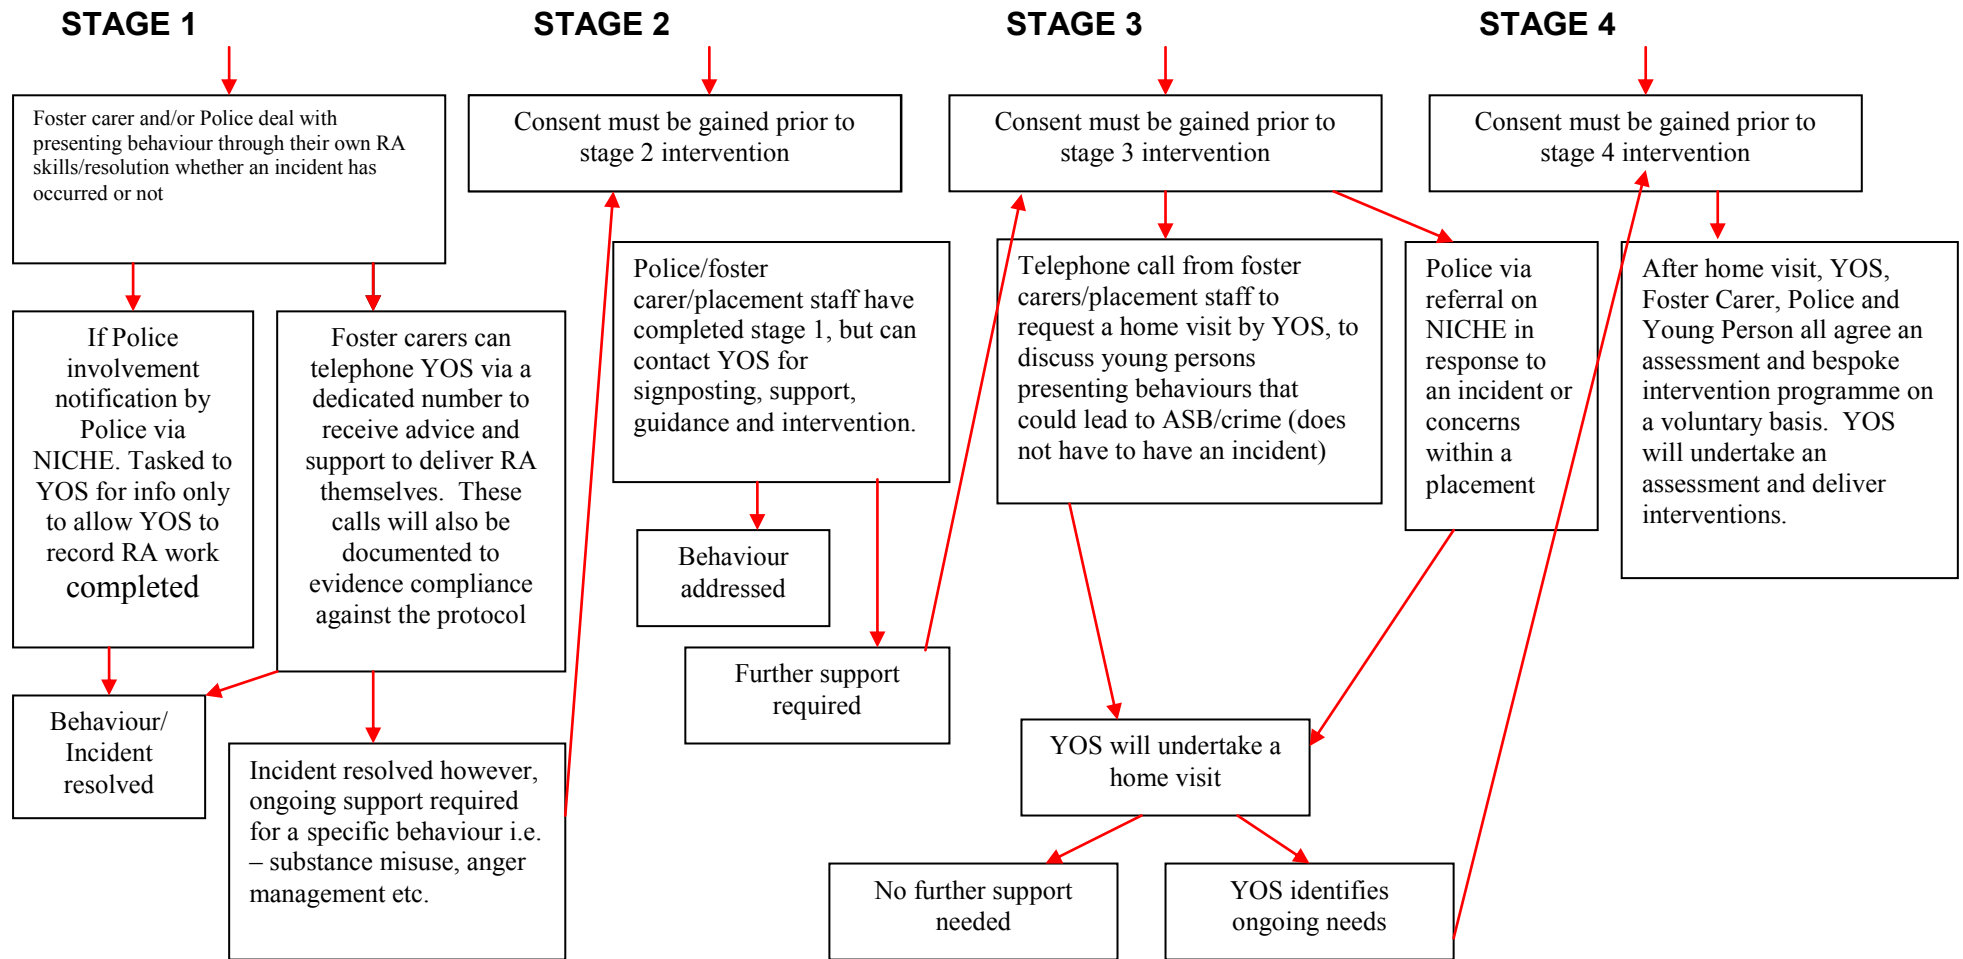 STAGE 1
STAGE 2
STAGE 3
STAGE 4
Foster carer and/or Police deal with
presenting behaviour through their own RA
skills/resolution whether an incident has
occurred or not
If Police
involvement
notification by
Police via
NICHE. Tasked to
YOS for info only
to allow YOS to
record RA work
completed
Foster carers can
telephone YOS via a
dedicated number to
receive advice and
support to deliver RA
themselves.  These
calls will also be
documented to
evidence compliance
against the protocol
Behaviour/
Incident
resolved
Incident resolved however,
ongoing support required
for a specific behaviour i.e.
– substance misuse, anger
management etc.
Consent must be gained prior to
stage 2 intervention
Police/foster
carer/placement staff have
completed stage 1, but can
contact YOS for
signposting, support,
guidance and intervention.
Behaviour
addressed
Further support
required
Consent must be gained prior to
stage 3 intervention
Telephone call from foster
carers/placement staff to
request a home visit by YOS, to
discuss young persons
presenting behaviours that
could lead to ASB/crime (does
not have to have an incident)
Police via
referral on
NICHE in
response to
an incident or
concerns
within a
placement
YOS will undertake a
home visit
No further support
needed
YOS identifies
ongoing needs
Consent must be gained prior to
stage 4 intervention
After home visit, YOS,
Foster Carer, Police and
Young Person all agree an
assessment and bespoke
intervention programme on
a voluntary basis.  YOS
will undertake an
assessment and deliver
interventions.